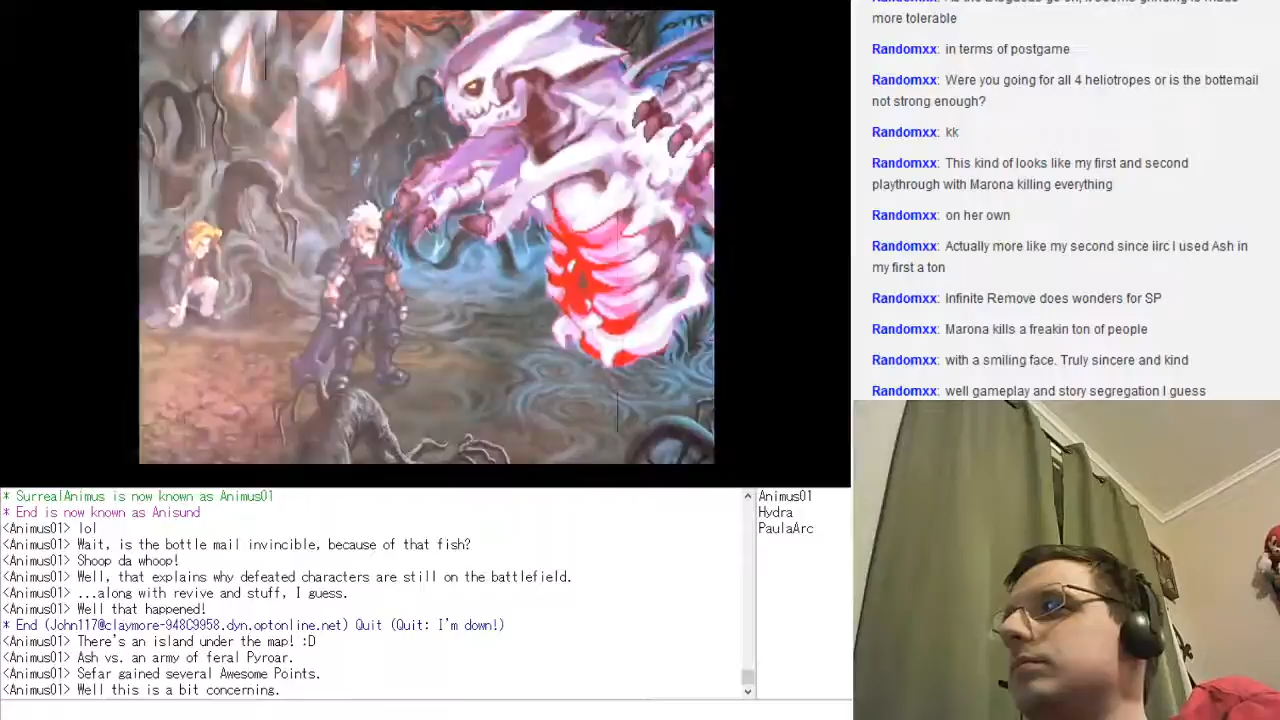 more tolerable
Randomxx: in terms of postgame
Randomxx: Were you going for all 4 heliotropes or is the bottemail
not strong enough?
Randomxx: kk
Randomxx: This kind of looks like my first and second
playthrough with Marona killing everything
Randomxx: on her own
Randomxx: Actually more like my second since iirc I used Ash in
my first a ton
Randomxx: Infinite Remove does wonders for SP
Randomxx: Marona kills a freakin ton of people
Randomxx: with a smiling face. Truly sincere and kind
Randomxx: well gameplay and story segregation I guess
* SurrealAnimus is now known as Animus01
* End is now known as Anisund
<Animus01> lol
<Animus01> Wait, is the bottle mail invincible, because of that fish?
<Animus01> Shoop da whoop!
<Animus01> Well, that explains why defeated characters are still on the battlefield.
<Animus01> ...along with revive and stuff, I guess.
<Animus01> Well that happened!
* End (John117@claymore-948C9958.dyn.optonline.net) Quit (Quit: I'm down!)
<Animus01> There's an island under the map! :D
<Animus01> Ash vs. an army of feral Pyroar.
<Animus01> Sefar gained several Awesome Points.
<Animus01> Well this is a bit concerning.
Animus01
Hydra
PaulaArc